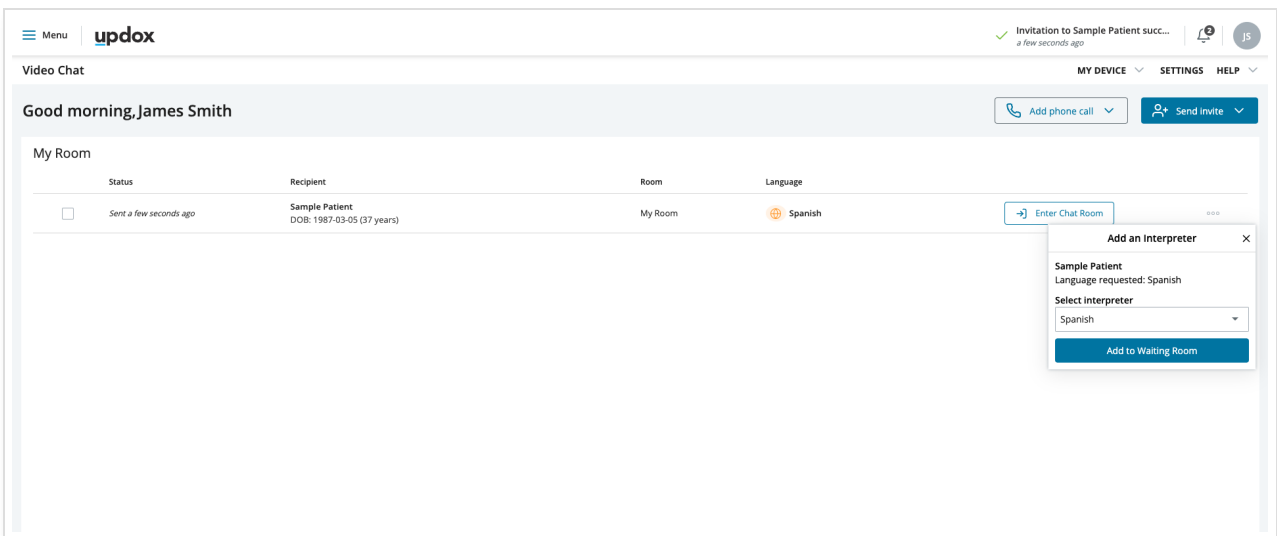 Menu
updox
Invitation to Sample Patient succ...
a few seconds ago
2
JS
Video Chat
MY DEVICE
SETTINGS
HELP
Good morning, James Smith
Add phone call
Send invite
My Room
Status
Recipient
Room
Language
Sent a few seconds ago
Sample Patient
DOB: 1987-03-05 (37 years)
My Room
Spanish
Enter Chat Room
Add an Interpreter
Sample Patient
Language requested: Spanish
Select interpreter
Spanish
Add to Waiting Room